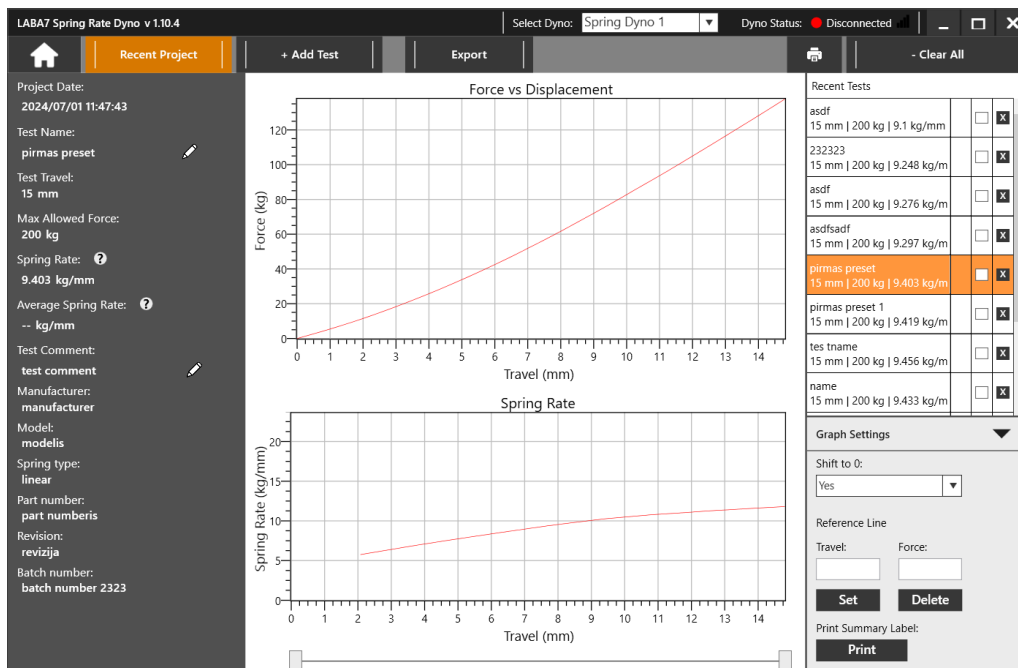 LABA7 Spring Rate Dyno v 1.10.4
Select Dyno: Spring Dyno 1
Dyno Status: Disconnected
Recent Project
+ Add Test
Export
- Clear All
Project Date:
2024/07/01 11:47:43
Test Name:
pirmas preset
Test Travel:
15 mm
Max Allowed Force:
200 kg
Spring Rate: ?
9.403 kg/mm
Average Spring Rate: ?
-- kg/mm
Test Comment:
test comment
Manufacturer:
manufacturer
Model:
modelis
Spring type:
linear
Part number:
part numberis
Revision:
revizija
Batch number:
batch number 2323
Force vs Displacement
Force (kg)
120
100
80
60
40
20
0
0 1 2 3 4 5 6 7 8 9 10 11 12 13 14
Travel (mm)
Spring Rate
Spring Rate (kg/mm)
20
15
10
5
0
0 1 2 3 4 5 6 7 8 9 10 11 12 13 14
Travel (mm)
Recent Tests
asdf
15 mm | 200 kg | 9.1 kg/mm
X
232323
15 mm | 200 kg | 9.248 kg/m
X
asdf
15 mm | 200 kg | 9.276 kg/m
X
asdfsadf
15 mm | 200 kg | 9.297 kg/m
X
pirmas preset
15 mm | 200 kg | 9.403 kg/m
X
pirmas preset 1
15 mm | 200 kg | 9.419 kg/m
X
tes tname
15 mm | 200 kg | 9.456 kg/m
X
name
15 mm | 200 kg | 9.433 kg/m
X
Graph Settings
Shift to 0:
Yes
Reference Line
Travel: Force:
Set Delete
Print Summary Label:
Print